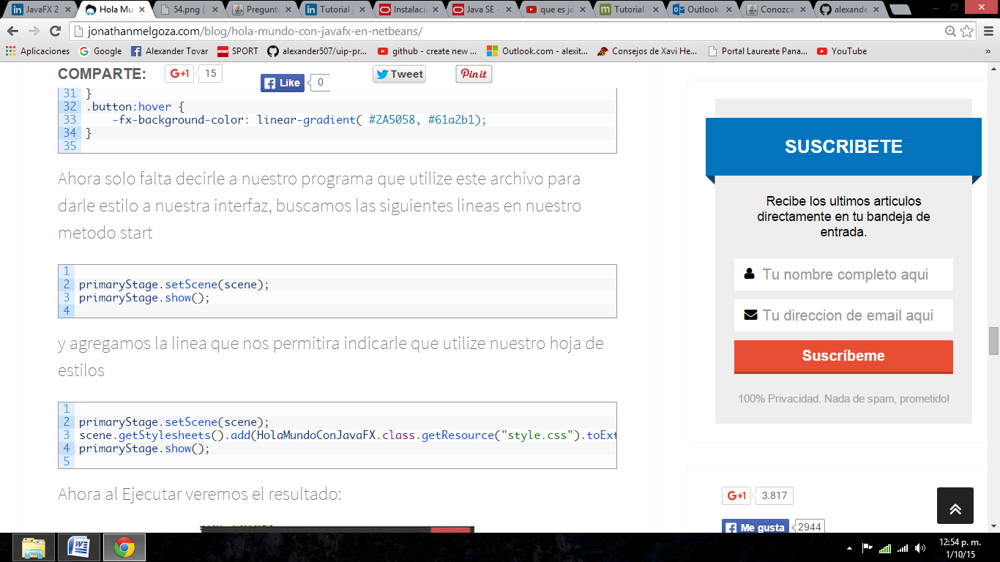 JavaFX 2
Hola Mu
54.png (
Pregunta
Tutorial j
Instalaci
Java SE -
que es ja
Tutorial
Outlook.
Conozca
alexande
jonathanmelgoza.com/blog/hola-mundo-con-javafx-en-netbeans/
Aplicaciones
Google
Alexander Tovar
SPORT
alexander507/uip-pr...
github - create new ...
Outlook.com - alexit...
Consejos de Xavi He...
Portal Laureate Pana...
YouTube
»
COMPARTE:
G+1
15
Like
0
Tweet
Pin it
31 }
32 .button:hover {
33 -fx-background-color: linear-gradient( #2A5058, #61a2b1);
34 }
35
Ahora solo falta decirle a nuestro programa que utilize este archivo para
darle estilo a nuestra interfaz, buscamos las siguientes lineas en nuestro
metodo start
1
2 primaryStage.setScene(scene);
3 primaryStage.show();
4
y agregamos la linea que nos permitira indicarle que utilize nuestro hoja de
estilos
1
2 primaryStage.setScene(scene);
3 scene.getStylesheets().add(HolaMundoConJavaFX.class.getResource("style.css").toExt
4 primaryStage.show();
5
Ahora al Ejecutar veremos el resultado:
SUSCRIBETE
Recibe los ultimos articulos
directamente en tu bandeja de
entrada.
Tu nombre completo aqui
Tu direccion de email aqui
Suscríbeme
100% Privacidad. Nada de spam, prometido!
G+1
3.817
Me gusta
2944
12:54 p. m.
1/10/15